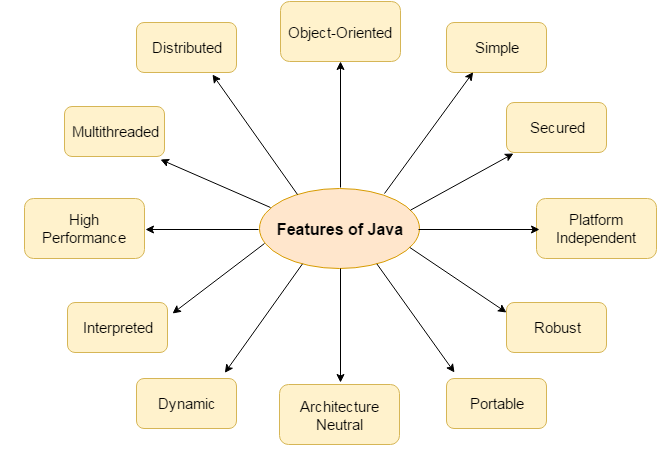 Object-Oriented
Distributed
Simple
Multithreaded
Secured
High
Performance
Features of Java
Platform
Independent
Interpreted
Robust
Dynamic
Architecture
Neutral
Portable